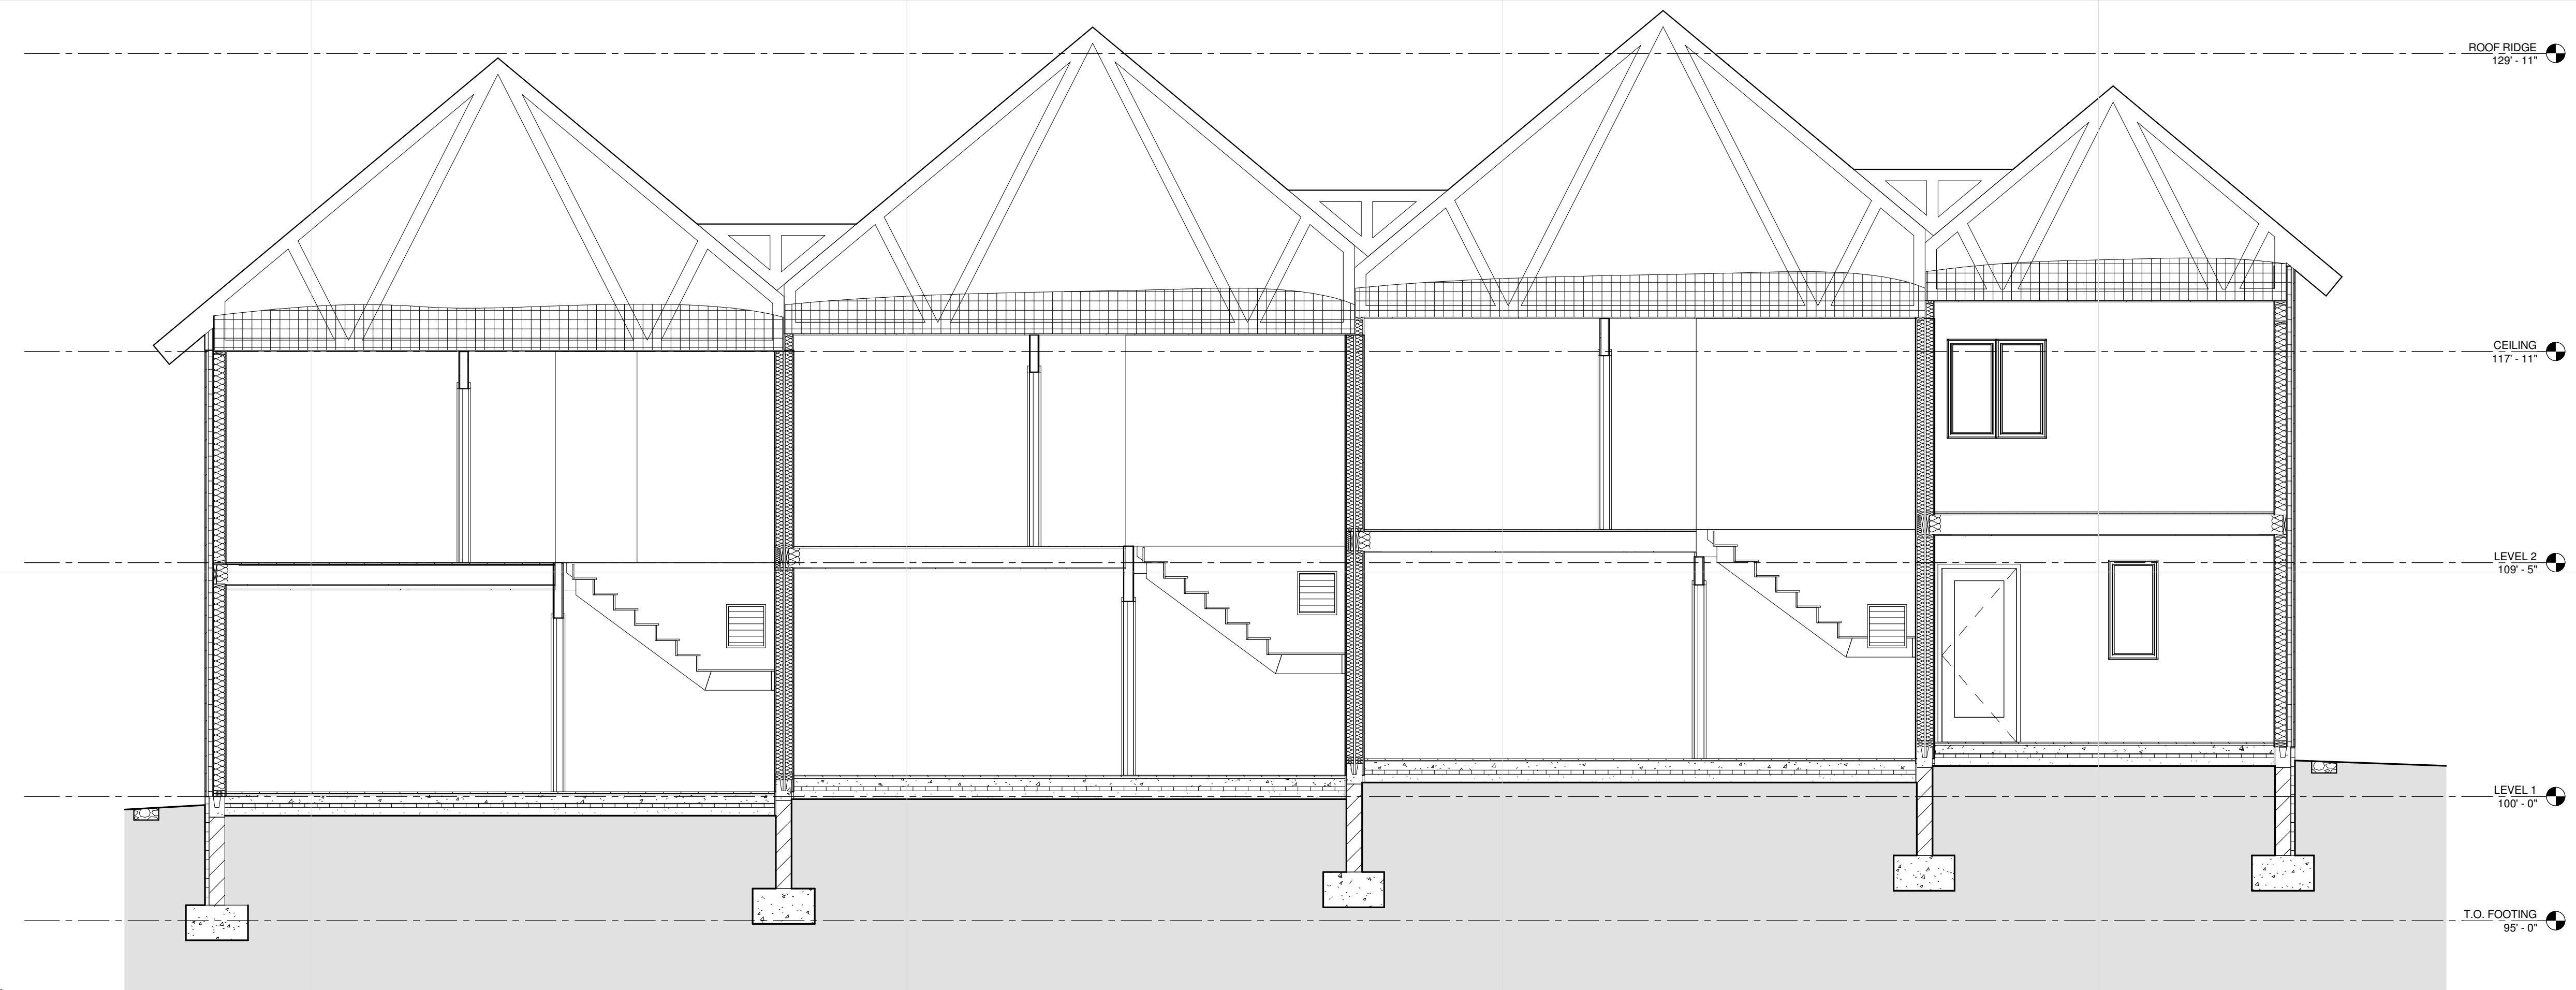 ROOF RIDGE
129' - 11"
CEILING
117' - 11"
LEVEL 2
109' - 5"
LEVEL 1
100' - 0"
T.O. FOOTING
95' - 0"